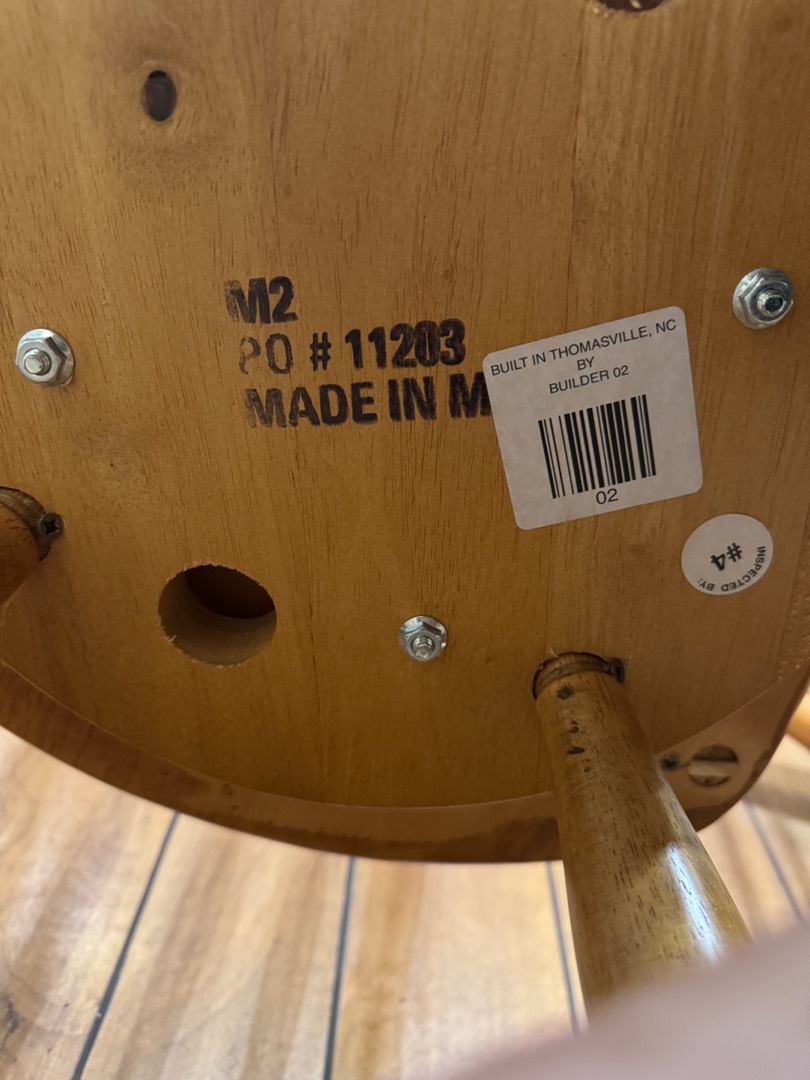 M2
PO # 11203
MADE IN M
BUILT IN THOMASVILLE, NC
BY
BUILDER 02
02
INSPECTED BY:
#4